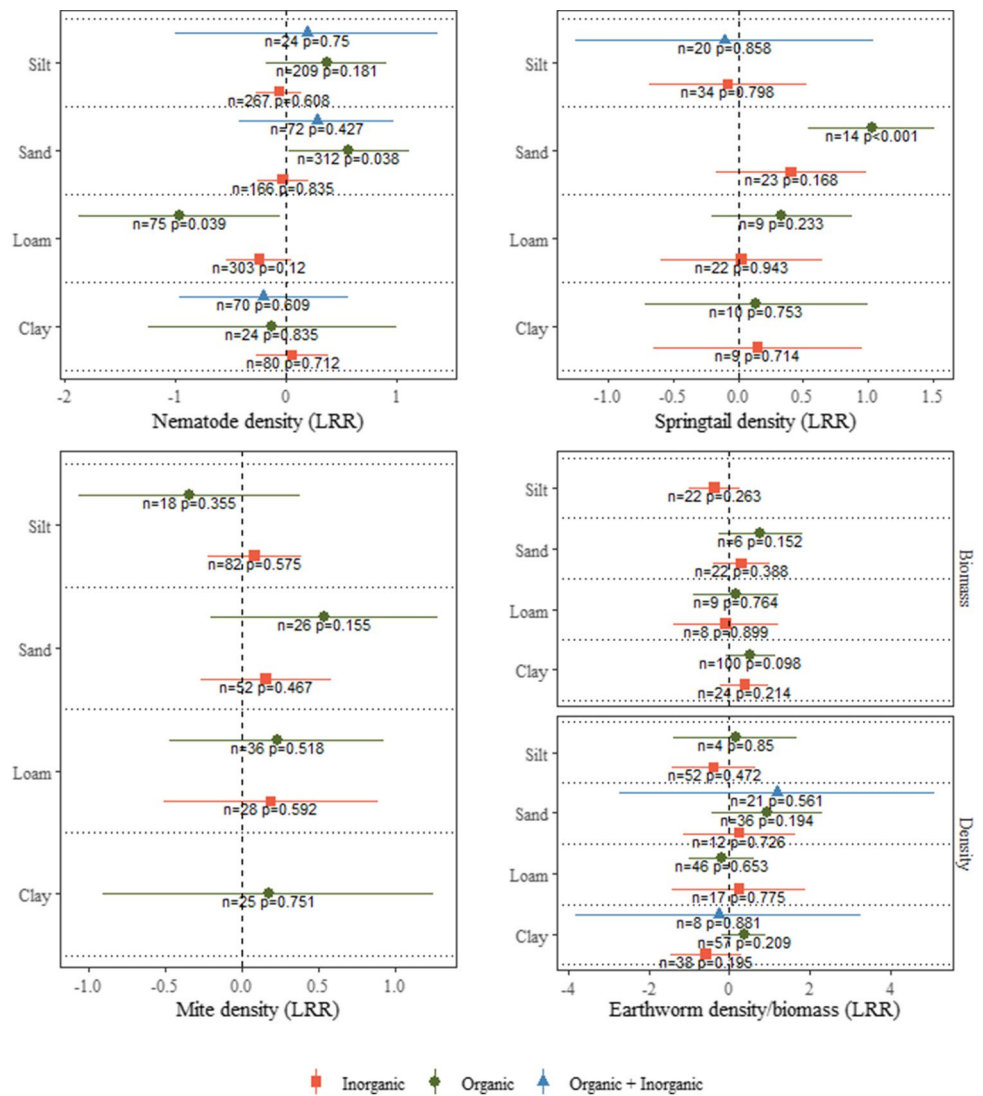 Silt
n=24 p=0.75
n=209 p=0.181
n=267 p=0.608
Sand
n=72 p=0.427
n=312 p=0.038
n=166 p=0.835
Loam
n=75 p=0.039
n=303 p=0.12
Clay
n=70 p=0.609
n=24 p=0.835
n=80 p=0.712
-2 -1 0 1
Nematode density (LRR)
Silt
n=20 p=0.858
n=34 p=0.798
Sand
n=14 p<0.001
n=23 p=0.168
Loam
n=9 p=0.233
n=22 p=0.943
Clay
n=10 p=0.753
n=9 p=0.714
-1.0 -0.5 0.0 0.5 1.0 1.5
Springtail density (LRR)
Silt
n=18 p=0.355
n=82 p=0.575
Sand
n=26 p=0.155
n=52 p=0.467
Loam
n=36 p=0.518
n=28 p=0.592
Clay
n=25 p=0.751
-1.0 -0.5 0.0 0.5 1.0
Mite density (LRR)
Biomass
Silt
n=22 p=0.263
Sand
n=6 p=0.152
n=22 p=0.388
Loam
n=9 p=0.764
n=8 p=0.899
Clay
n=100 p=0.098
n=24 p=0.214
Density
Silt
n=4 p=0.85
n=52 p=0.472
Sand
n=21 p=0.561
n=36 p=0.194
n=12 p=0.726
Loam
n=46 p=0.653
n=17 p=0.775
Clay
n=8 p=0.881
n=57 p=0.209
n=38 p=0.195
-4 -2 0 2 4
Earthworm density/biomass (LRR)
Inorganic Organic Organic + Inorganic